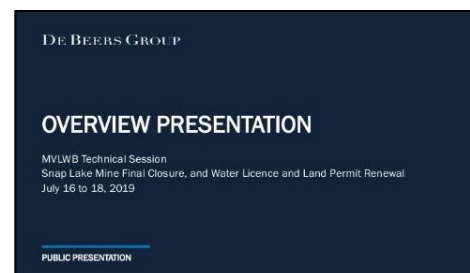 DE BEERS GROUP
OVERVIEW PRESENTATION
MVLWB Technical Session
Snap Lake Mine Final Closure, and Water Licence and Land Permit Renewal
July 16 to 18, 2019
PUBLIC PRESENTATION